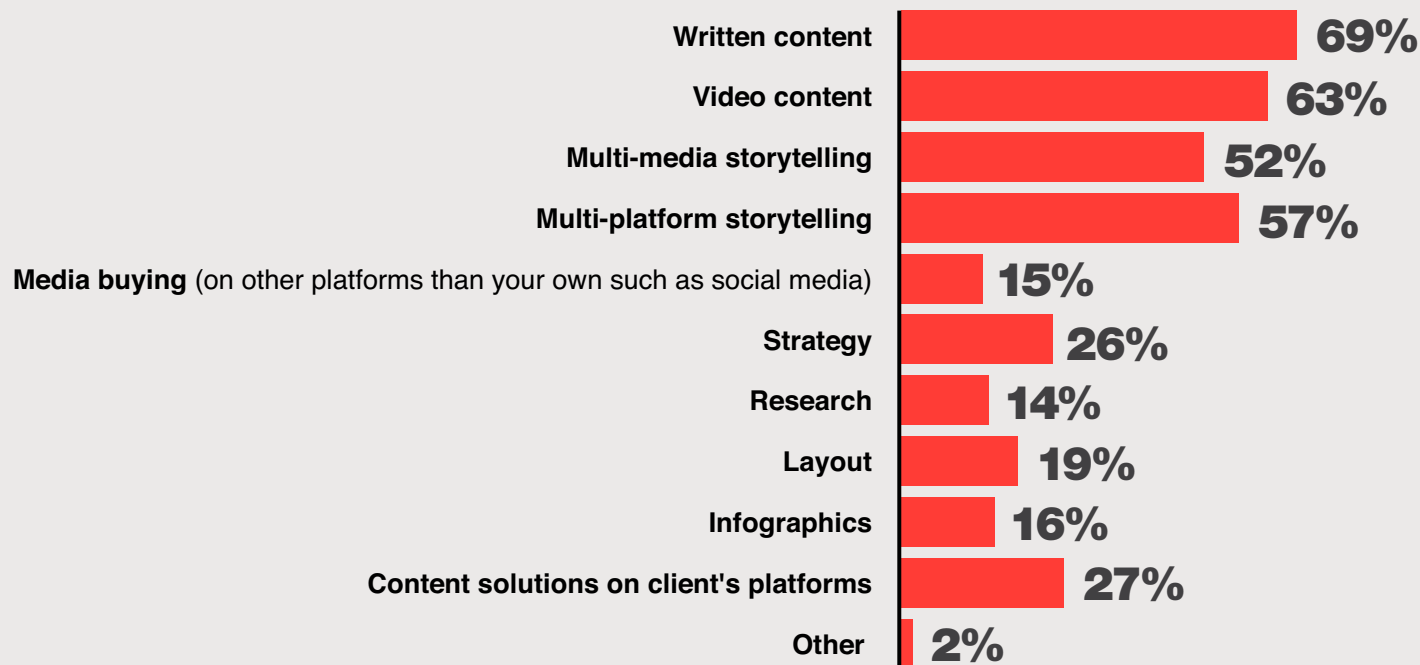 Written content 69%
Video content 63%
Multi-media storytelling 52%
Multi-platform storytelling 57%
Media buying (on other platforms than your own such as social media) 15%
Strategy 26%
Research 14%
Layout 19%
Infographics 16%
Content solutions on client's platforms 27%
Other 2%